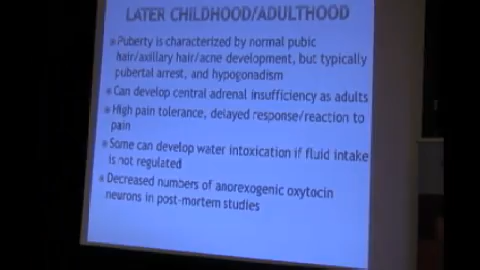 LATER CHILDHOOD/ADULTHOOD
Puberty is characterized by normal pubic
hair/axillary hair/acne development, but typically
pubertal arrest, and hypogonadism
Can develop central adrenal insufficiency as adults
High pain tolerance, delayed response/reaction to
pain
Some can develop water intoxication if fluid intake
is not regulated
Decreased numbers of anorexogenic oxytocin
neurons in post-mortem studies